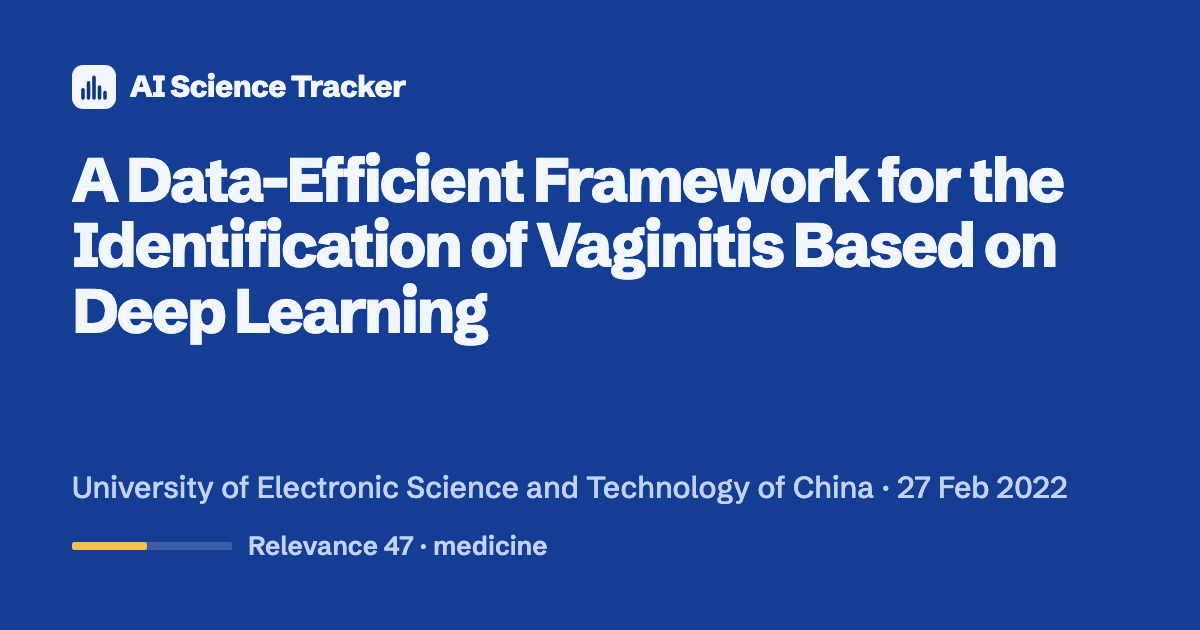 AI Science Tracker
A Data-Efficient Framework for the
Identification of Vaginitis Based on
Deep Learning
University of Electronic Science and Technology of China · 27 Feb 2022
Relevance 47 · medicine